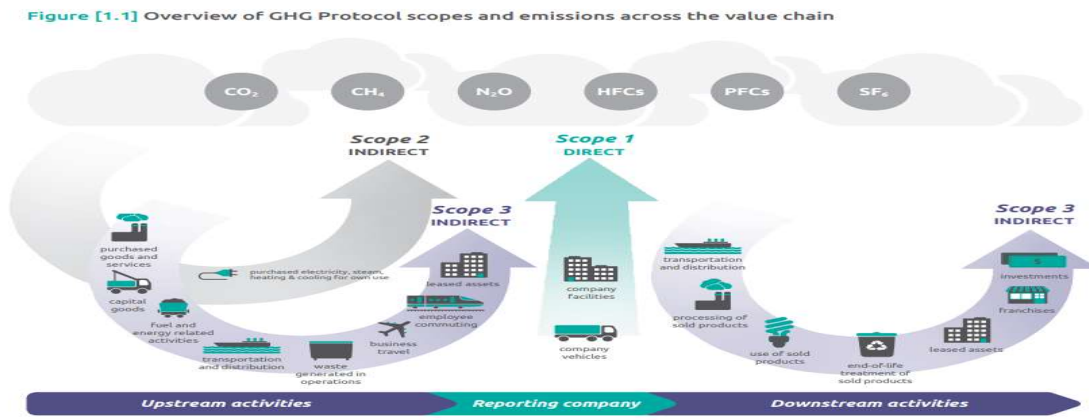 Figure [1.1] Overview of GHG Protocol scopes and emissions across the value chain
CO₂
CH₄
N₂O
HFCs
PFCs
SF₆
Scope 2
INDIRECT
Scope 1
DIRECT
Scope 3
INDIRECT
Scope 3
INDIRECT
purchased
goods and
services
capital
goods
fuel and
energy related
activities
transportation
and distribution
waste
generated in
operations
business
travel
employee
commuting
leased assets
purchased electricity, steam,
heating & cooling for own use
company
facilities
company
vehicles
transportation
and distribution
processing of
sold products
use of sold
products
end-of-life
treatment of
sold products
leased assets
franchises
$
investments
Upstream activities
Reporting company
Downstream activities